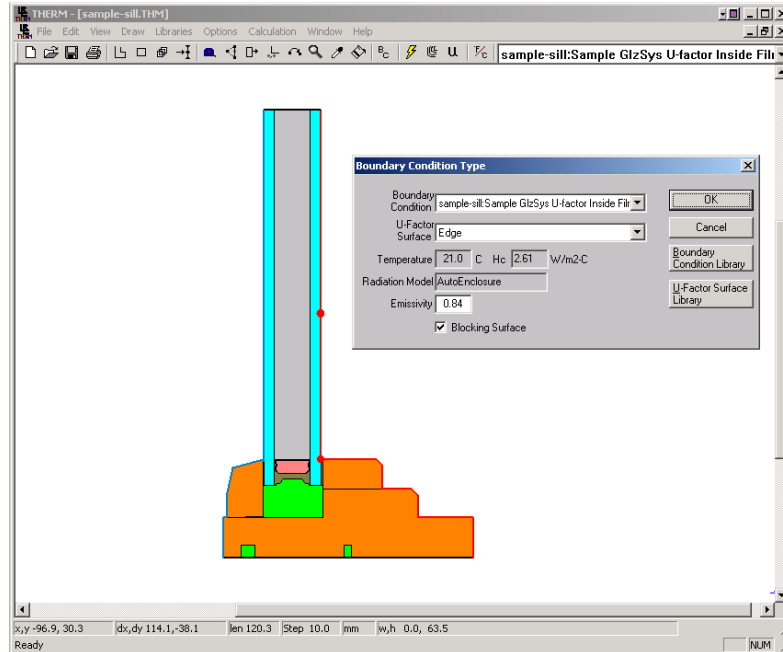 THERM - [sample-sill.THM]
File Edit View Draw Libraries Options Calculation Window Help
BC U F/C sample-sill:Sample GlzSys U-factor Inside Film
Boundary Condition Type
Boundary Condition sample-sill:Sample GlzSys U-factor Inside Film
OK
U-Factor Surface Edge
Cancel
Temperature 21.0 C Hc 2.61 W/m2-C
Boundary Condition Library
Radiation Model AutoEnclosure
U-Factor Surface Library
Emissivity 0.84
Blocking Surface
x,y -96.9, 30.3 dx,dy 114.1,-38.1 len 120.3 Step 10.0 mm w,h 0.0, 63.5
Ready NUM